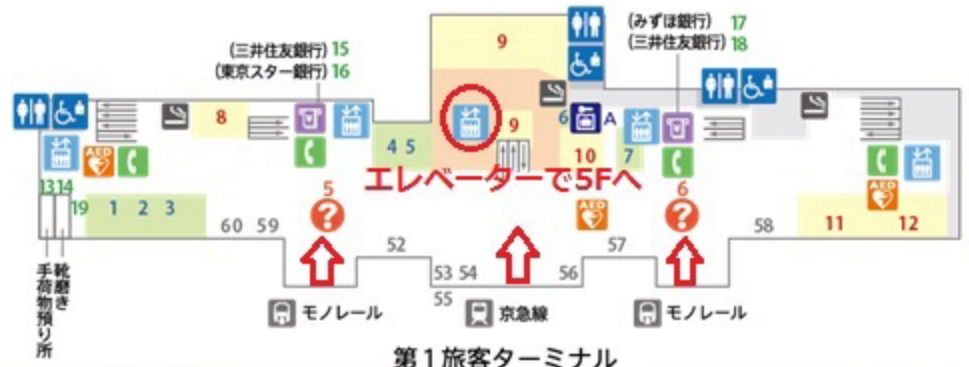 (みずほ銀行) 17
(三井住友銀行) 18
9
(三井住友銀行) 15
(東京スター銀行) 16
8
9
6
A
4 5
10
7
エレベーターで5Fへ
AED
13 14
19
1 2 3
5
?
6
?
AED
AED
11
12
60 59
52
57
58
53 54
56
55
手荷物預り所
靴磨き
モノレール
京急線
モノレール
第1旅客ターミナル